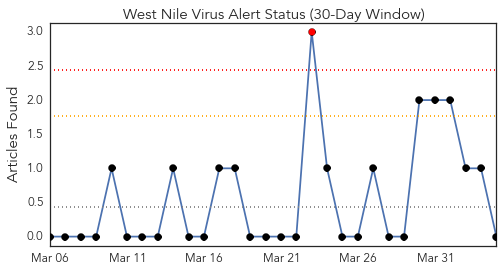 West Nile Virus Alert Status (30-Day Window)
Articles Found
3.0
2.5
2.0
1.5
1.0
0.5
0.0
Mar 06 Mar 11 Mar 16 Mar 21 Mar 26 Mar 31